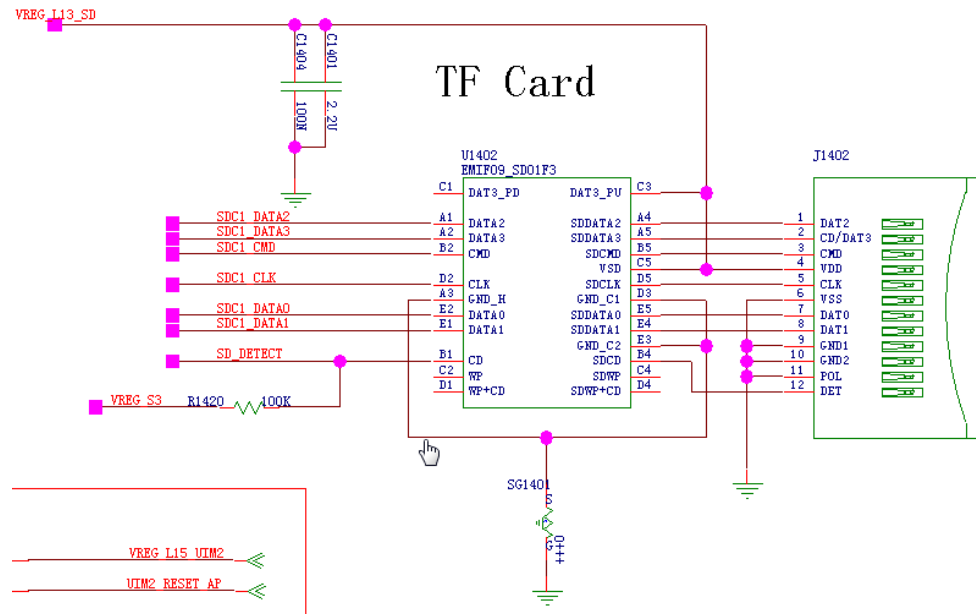 VREG_L13_SD
C1404
C1401
100N
2.2U
TF Card
U1402
EMIF09_SD01F3
J1402
C1 DAT3_PD DAT3_PU C3
SDC1_DATA2 A1 DATA2 SDDATA2 A4 1 DAT2
SDC1_DATA3 A2 DATA3 SDDATA3 A5 2 CD/DAT3
SDC1_CMD B2 CMD SDCMD B5 3 CMD
VSD C5 4 VDD
SDC1_CLK D2 CLK SDCLK D5 5 CLK
A3 GND_H GND_C1 D3 6 VSS
SDC1_DATA0 E2 DATA0 SDDATA0 E5 7 DAT0
SDC1_DATA1 E1 DATA1 SDDATA1 E4 8 DAT1
GND_C2 E3 9 GND1
SD_DETECT B1 CD SDCD B4 10 GND2
C2 WP SDWP C4 11 POL
D1 WP+CD SDWP+CD D4 12 DET
VREG_S3 R1420 100K
SG1401
S
G
0+++
VREG_L15_UIM2
UIM2_RESET_AP